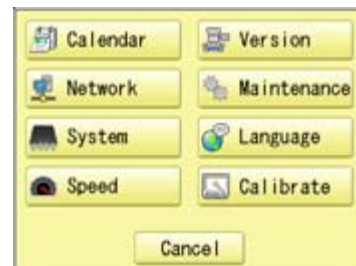 Calendar
Version
Network
Maintenance
System
Language
Speed
Calibrate
Cancel